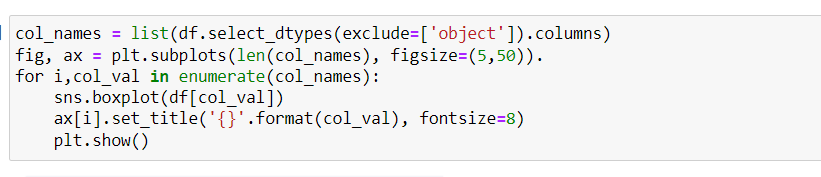 col_names = list(df.select_dtypes(exclude=['object']).columns)
fig, ax = plt.subplots(len(col_names), figsize=(5,50)).
for i,col_val in enumerate(col_names):
    sns.boxplot(df[col_val])
    ax[i].set_title('{}'.format(col_val), fontsize=8)
    plt.show()